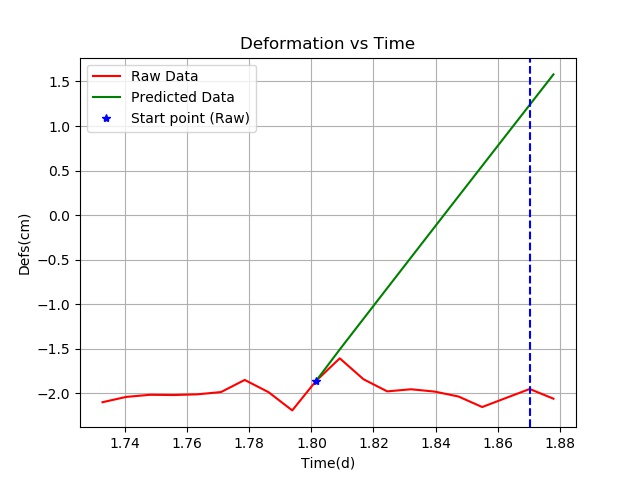 Deformation vs Time
Raw Data
Predicted Data
Start point (Raw)
Defs(cm)
1.5
1.0
0.5
0.0
−0.5
−1.0
−1.5
−2.0
1.74 1.76 1.78 1.80 1.82 1.84 1.86 1.88
Time(d)